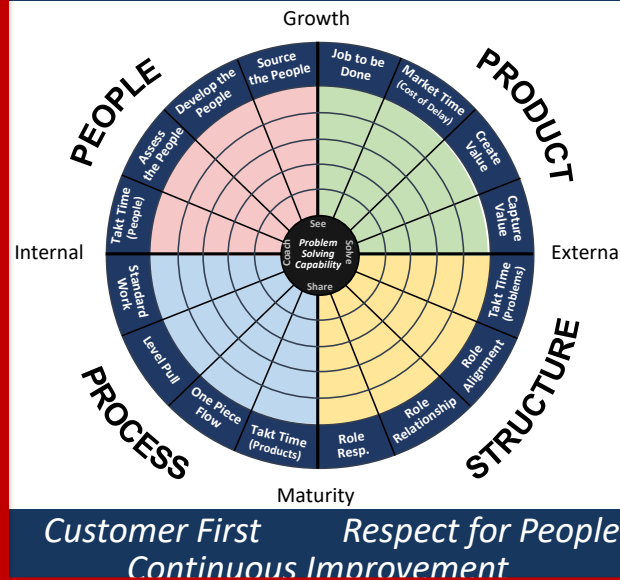 Growth
PEOPLE
PRODUCT
Source
the People
Job to be
Done
Develop the
People
Market Time
(Cost of Delay)
Assess
the People
Create
Value
Takt Time
(People)
Capture
Value
See
Coach
Problem
Solving
Capability
Solve
Share
Internal
Externa
Standard
Work
Takt Time
(Problems)
Level Pull
Role
Alignment
One Piece
Flow
Role
Relationship
Takt Time
(Products)
Role
Resp.
PROCESS
STRUCTURE
Maturity
Customer First Respect for People
Continuous Improvement